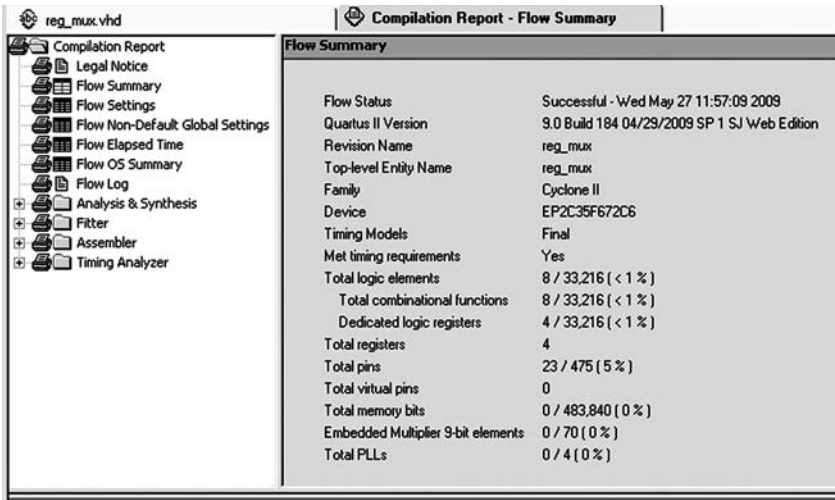 reg_mux.vhd
Compilation Report - Flow Summary
Compilation Report
Legal Notice
Flow Summary
Flow Settings
Flow Non-Default Global Settings
Flow Elapsed Time
Flow OS Summary
Flow Log
Analysis & Synthesis
Fitter
Assembler
Timing Analyzer
Flow Summary
Flow Status Successful - Wed May 27 11:57:09 2009
Quartus II Version 9.0 Build 184 04/29/2009 SP 1 SJ Web Edition
Revision Name reg_mux
Top-level Entity Name reg_mux
Family Cyclone II
Device EP2C35F672C6
Timing Models Final
Met timing requirements Yes
Total logic elements 8 / 33,216 ( < 1 % )
Total combinational functions 8 / 33,216 ( < 1 % )
Dedicated logic registers 4 / 33,216 ( < 1 % )
Total registers 4
Total pins 23 / 475 ( 5 % )
Total virtual pins 0
Total memory bits 0 / 483,840 ( 0 % )
Embedded Multiplier 9-bit elements 0 / 70 ( 0 % )
Total PLLs 0 / 4 ( 0 % )